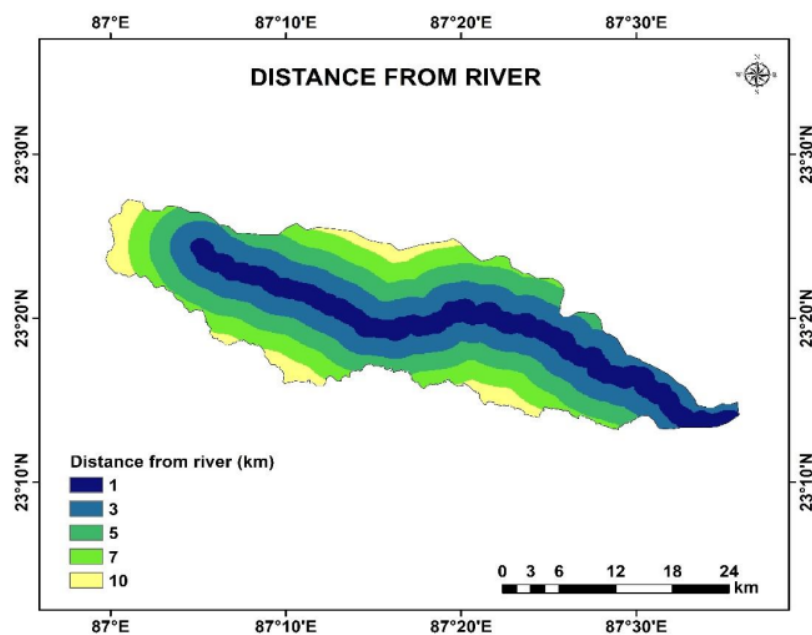 87°E 87°10'E 87°20'E 87°30'E
DISTANCE FROM RIVER
23°30'N 23°30'N
23°20'N 23°20'N
23°10'N 23°10'N
Distance from river (km)
1
3
5
7
10
0 3 6 12 18 24
km
87°E 87°10'E 87°20'E 87°30'E